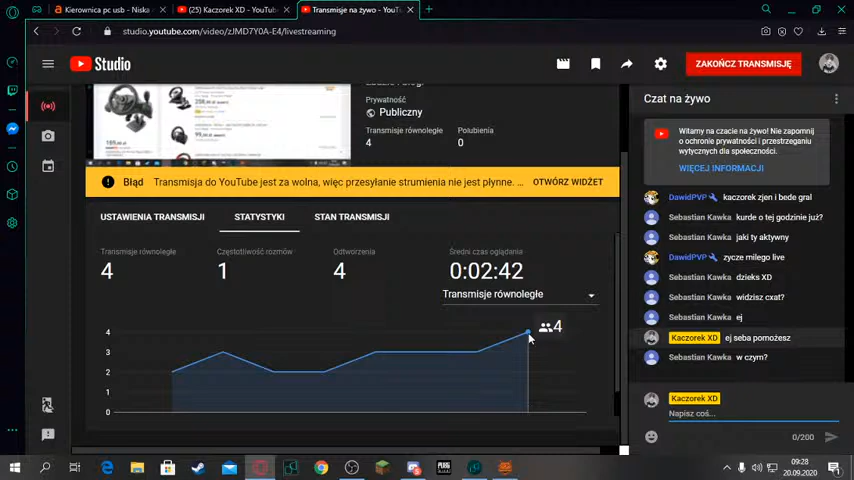 Kierownica pc usb - Niska
(25) Kaczorek XD - YouTube
Transmisje na żywo - YouT
studio.youtube.com/video/zJMD7Y0A-E4/livestreaming
Studio
ZAKOŃCZ TRANSMISJĘ
Prywatność
Publiczny
Transmisje równoległe
4
Polubienia
0
Błąd
Transmisja do YouTube jest za wolna, więc przesyłanie strumienia nie jest płynne. ...
OTWÓRZ WIDŻET
USTAWIENIA TRANSMISJI
STATYSTYKI
STAN TRANSMISJI
Transmisje równoległe
4
Częstotliwość rozmów
1
Odtworzenia
4
Średni czas oglądania
0:02:42
Transmisje równoległe
4
4
3
2
1
0
Czat na żywo
Witamy na czacie na żywo! Nie zapomnij
o ochronie prywatności i przestrzeganiu
wytycznych dla społeczności.
WIĘCEJ INFORMACJI
DawidPVP kaczorek zjen i bede gral
Sebastian Kawka kurde o tej godzinie już?
Sebastian Kawka jaki ty aktywny
DawidPVP zycze milego live
Sebastian Kawka dzieks XD
Sebastian Kawka widzisz cxat?
Sebastian Kawka ej
Kaczorek XD ej seba pomożesz
Sebastian Kawka w czym?
Kaczorek XD
Napisz coś...
0/200
09:28
20.09.2020